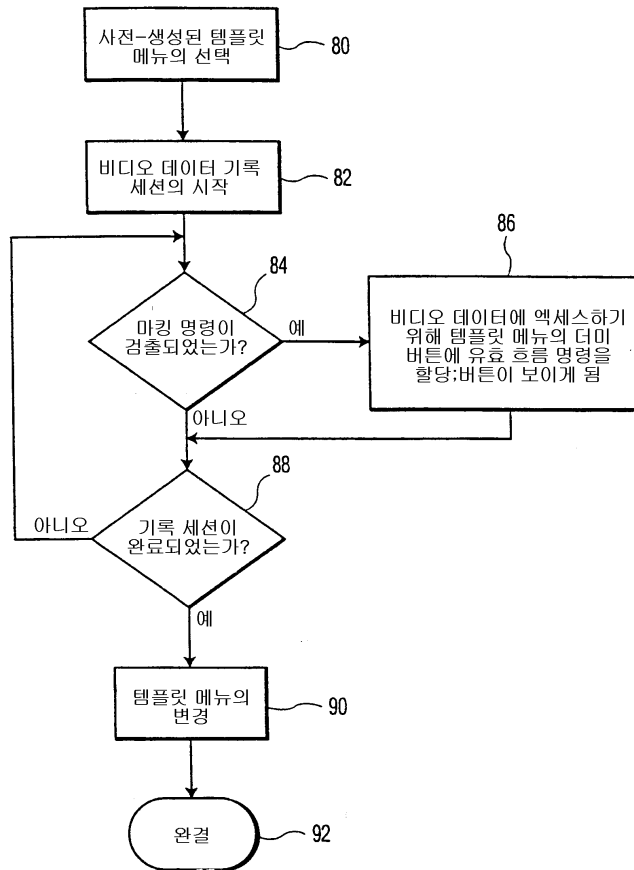 사전-생성된 템플릿
메뉴의 선택
80
비디오 데이터 기록
세션의 시작
82
84
마킹 명령이
검출되었는가?
예
아니오
86
비디오 데이터에 엑세스하기
위해 템플릿 메뉴의 더미
버튼에 유효 흐름 명령을
할당;버튼이 보이게 됨
88
기록 세션이
완료되었는가?
아니오
예
템플릿 메뉴의
변경
90
완결
92